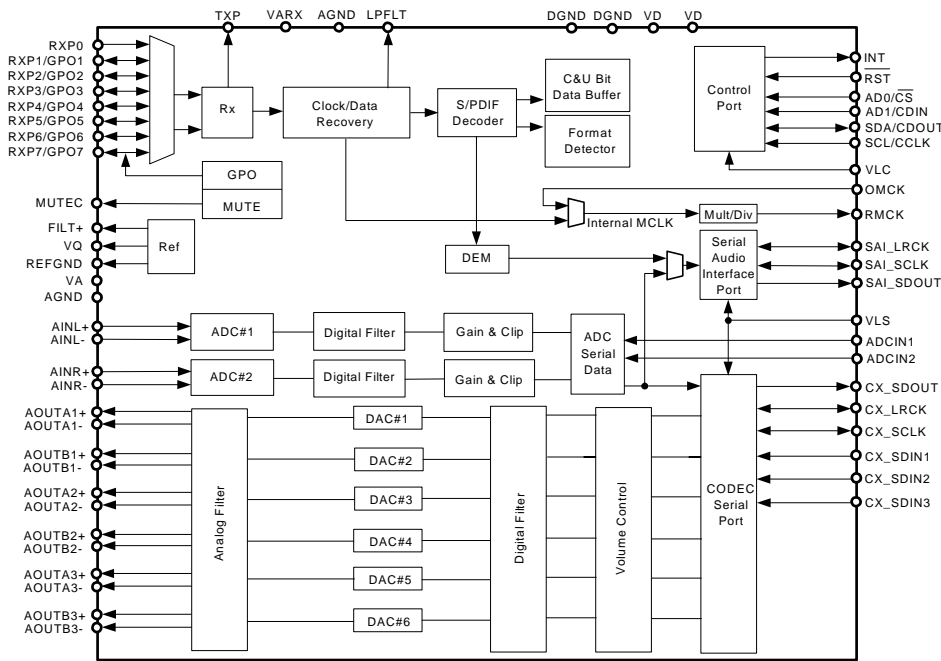 TXP
VARX
AGND
LPFLT
DGND
DGND
VD
VD
RXP0
RXP1/GPO1
RXP2/GPO2
RXP3/GPO3
RXP4/GPO4
RXP5/GPO5
RXP6/GPO6
RXP7/GPO7
Rx
Clock/Data
Recovery
S/PDIF
Decoder
C&U Bit
Data Buffer
Format
Detector
Control
Port
INT
RST
AD0/CS
AD1/CDIN
SDA/CDOUT
SCL/CCLK
VLC
OMCK
RMCK
GPO
MUTE
MUTEC
FILT+
VQ
REFGND
VA
AGND
Ref
Internal MCLK
Mult/Div
DEM
Serial
Audio
Interface
Port
SAI_LRCK
SAI_SCLK
SAI_SDOUT
VLS
ADCIN1
ADCIN2
AINL+
AINL-
ADC#1
Digital Filter
Gain & Clip
ADC
Serial
Data
AINR+
AINR-
ADC#2
Digital Filter
Gain & Clip
AOUTA1+
AOUTA1-
AOUTB1+
AOUTB1-
AOUTA2+
AOUTA2-
AOUTB2+
AOUTB2-
AOUTA3+
AOUTA3-
AOUTB3+
AOUTB3-
Analog Filter
DAC#1
DAC#2
DAC#3
DAC#4
DAC#5
DAC#6
Digital Filter
Volume Control
CODEC
Serial
Port
CX_SDOUT
CX_LRCK
CX_SCLK
CX_SDIN1
CX_SDIN2
CX_SDIN3